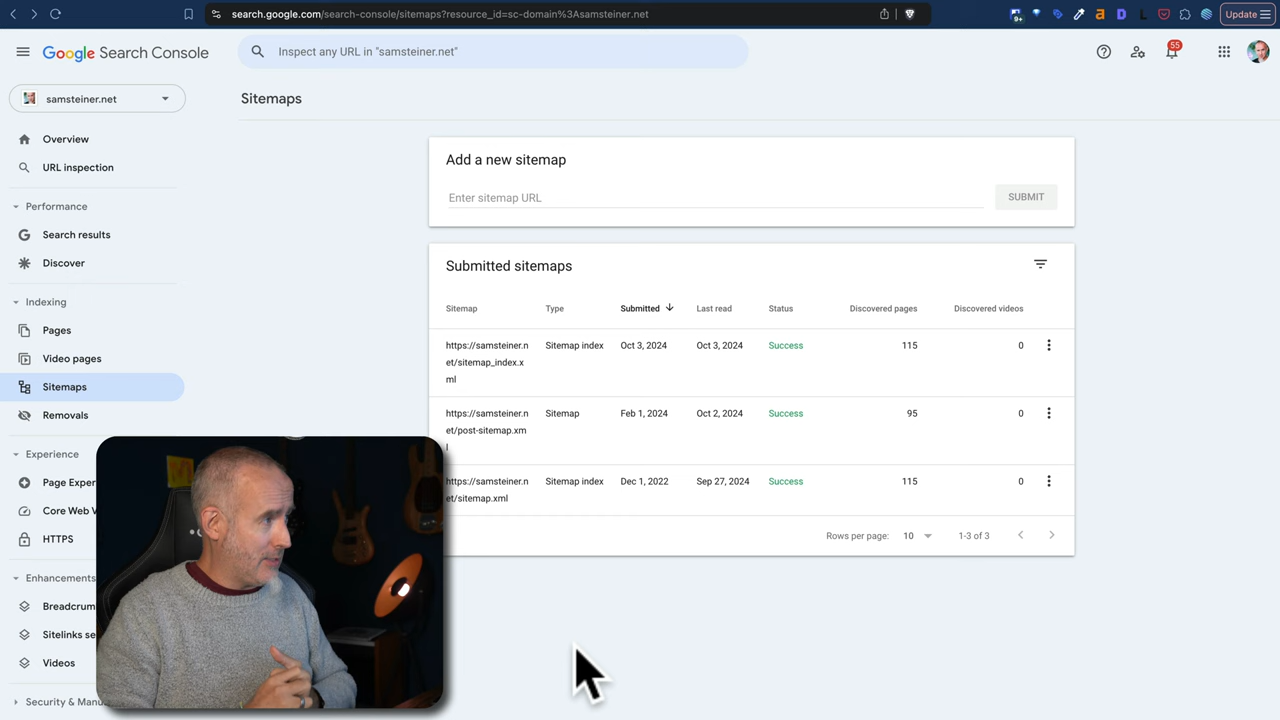 search.google.com/search-console/sitemaps?resource_id=sc-domain%3Asamsteiner.net
Update
Google Search Console
Inspect any URL in "samsteiner.net"
55
samsteiner.net
Sitemaps
Overview
URL inspection
Performance
Search results
Discover
Indexing
Pages
Video pages
Sitemaps
Removals
Experience
Page Exper
Core Web V
HTTPS
Enhancements
Breadcrum
Sitelinks se
Videos
Security & Manu
Add a new sitemap
Enter sitemap URL
SUBMIT
Submitted sitemaps
Sitemap Type Submitted Last read Status Discovered pages Discovered videos
https://samsteiner.n Sitemap index Oct 3, 2024 Oct 3, 2024 Success 115 0
et/sitemap_index.x
ml
https://samsteiner.n Sitemap Feb 1, 2024 Oct 2, 2024 Success 95 0
et/post-sitemap.xm
l
https://samsteiner.n Sitemap index Dec 1, 2022 Sep 27, 2024 Success 115 0
et/sitemap.xml
Rows per page: 10 1-3 of 3